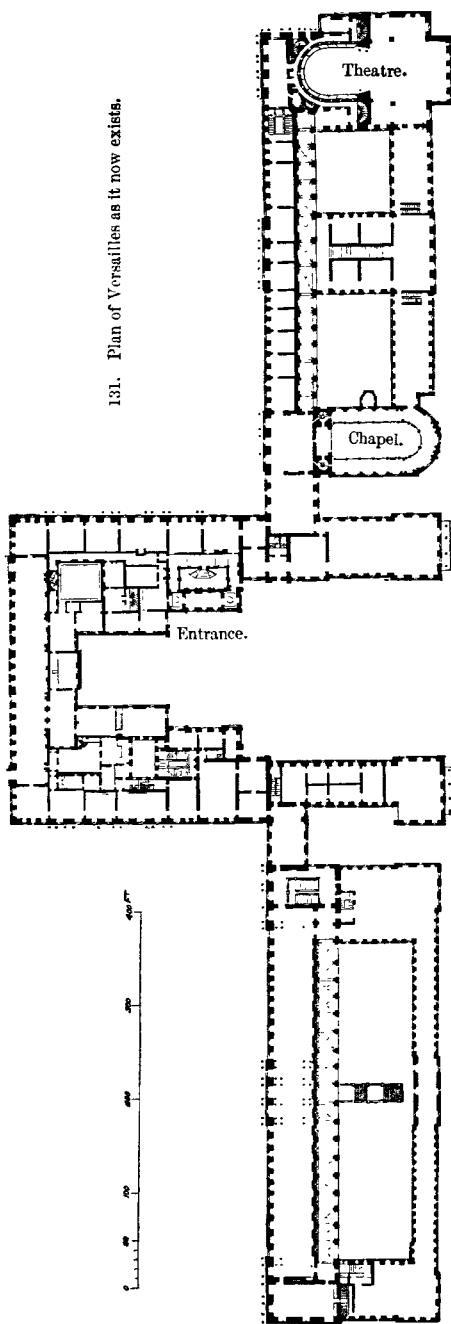 Theatre.
131. Plan of Versailles as it now exists.
Chapel.
Entrance.
400 FT
300
200
100
50
0